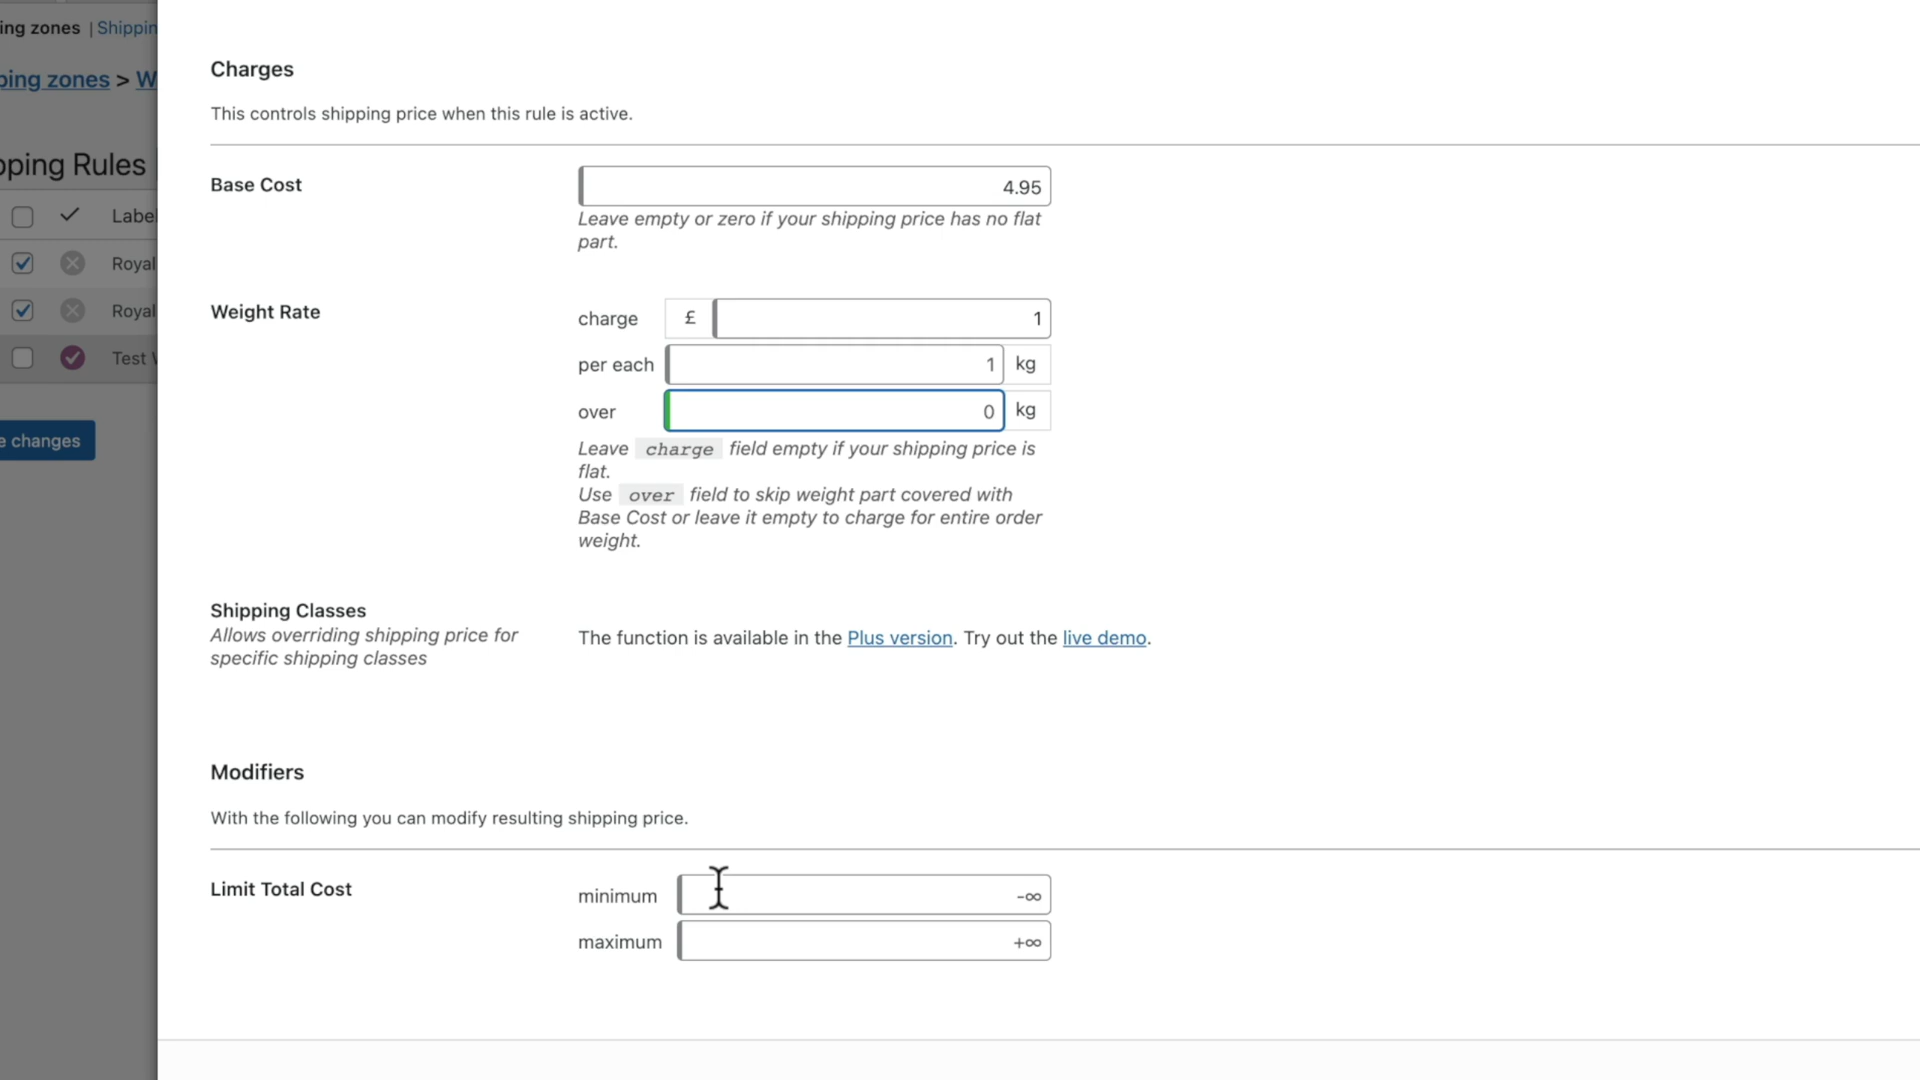 ing zones | Shippin
ping zones > W
pping Rules
Label
Royal
Royal
Test
e changes
Charges
This controls shipping price when this rule is active.
Base Cost
4.95
Leave empty or zero if your shipping price has no flat
part.
Weight Rate
charge £ 1
per each 1 kg
over 0 kg
Leave charge field empty if your shipping price is
flat.
Use over field to skip weight part covered with
Base Cost or leave it empty to charge for entire order
weight.
Shipping Classes
Allows overriding shipping price for
specific shipping classes
The function is available in the Plus version. Try out the live demo.
Modifiers
With the following you can modify resulting shipping price.
Limit Total Cost
minimum -∞
maximum +∞